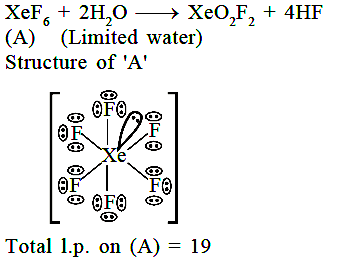 XeF₆ + 2H₂O ⟶ XeO₂F₂ + 4HF
(A) (Limited water)
Structure of 'A'
F
F F
Xe
F F
F
Total l.p. on (A) = 19